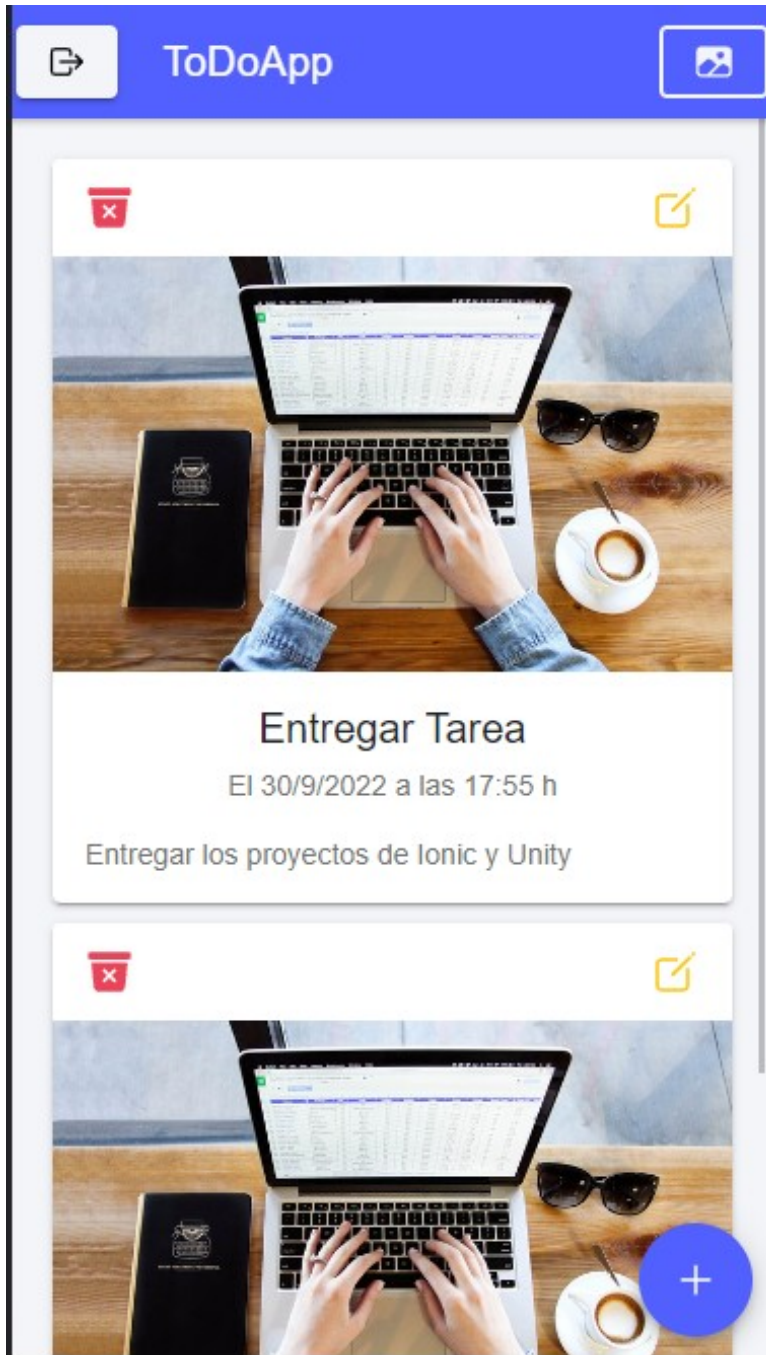 ToDoApp
Entregar Tarea
El 30/9/2022 a las 17:55 h
Entregar los proyectos de Ionic y Unity